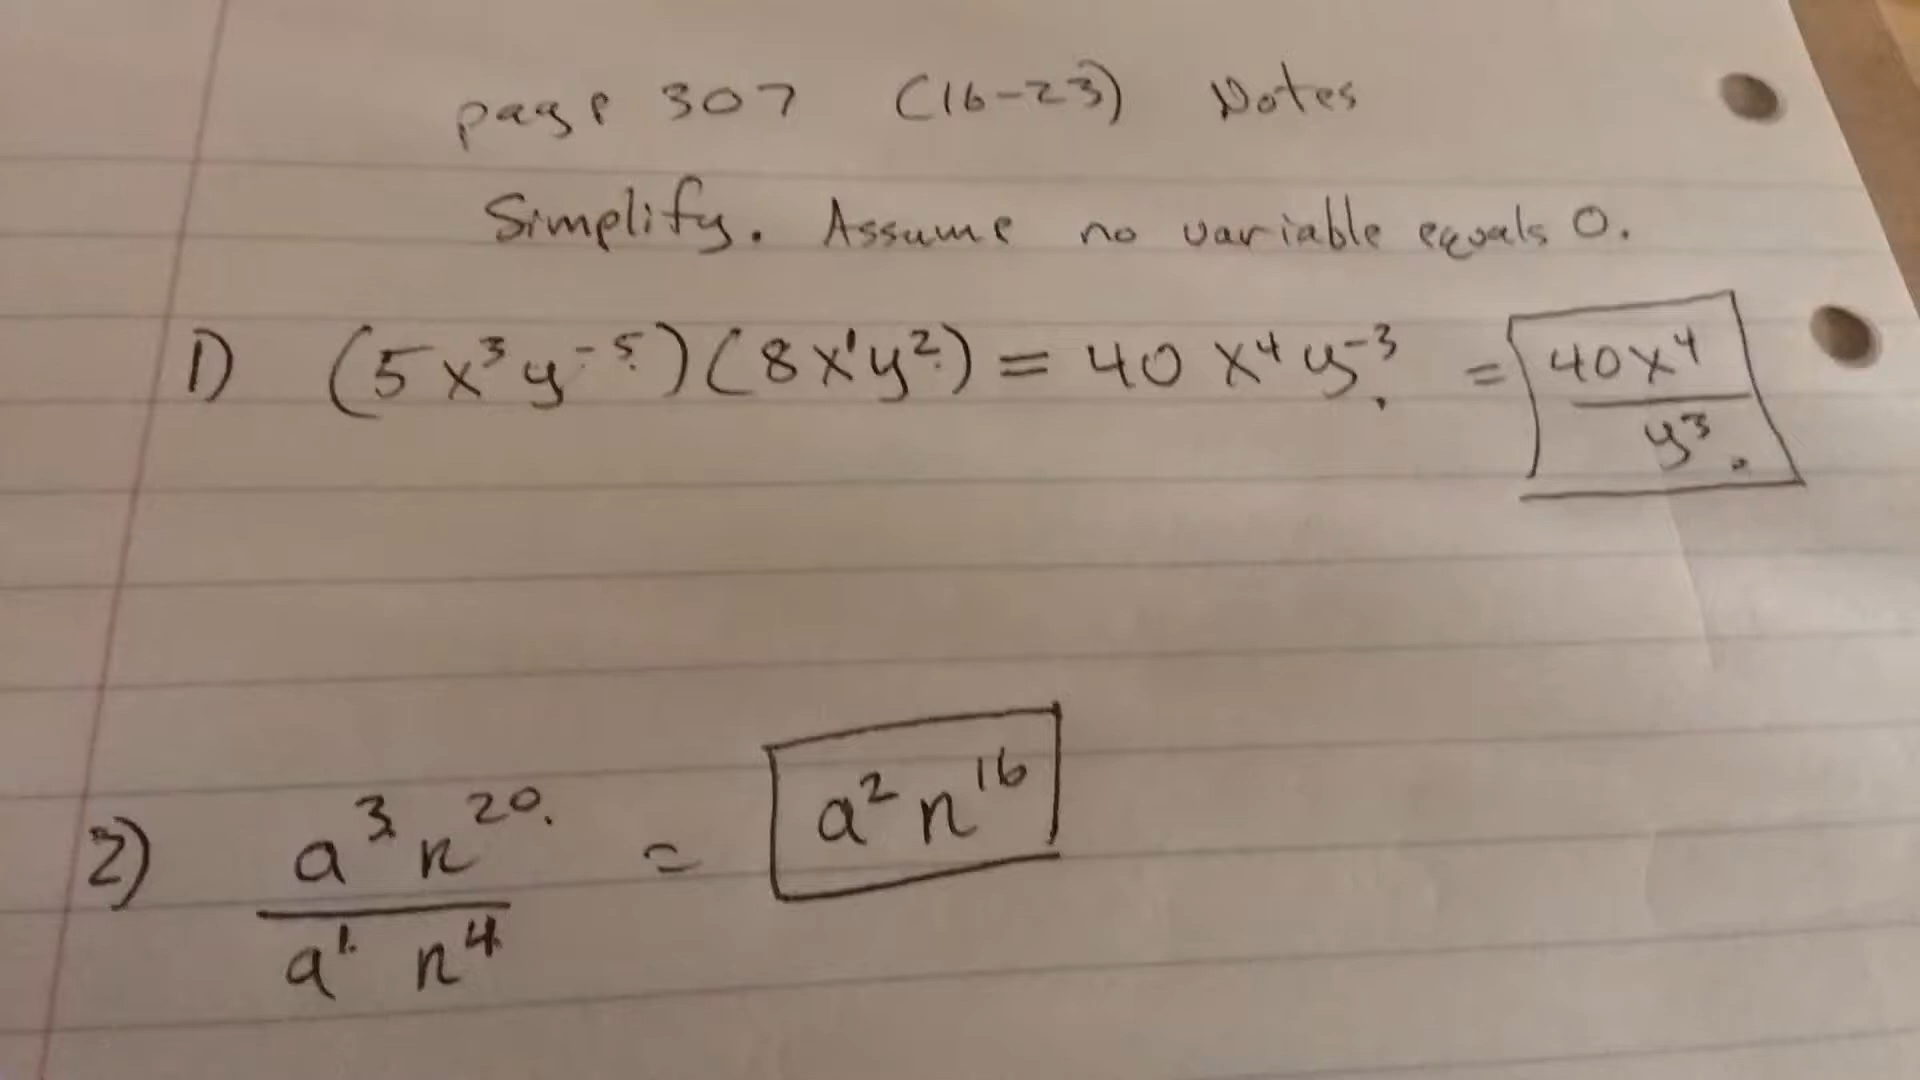 page 307 (16-23) Notes
Simplify. Assume no variable equals 0.
1) (5x³y⁻⁵)(8x¹y²) = 40x⁴y⁻³ = 40x⁴/y³
2) a³n²⁰/a¹n⁴ = a²n¹⁶